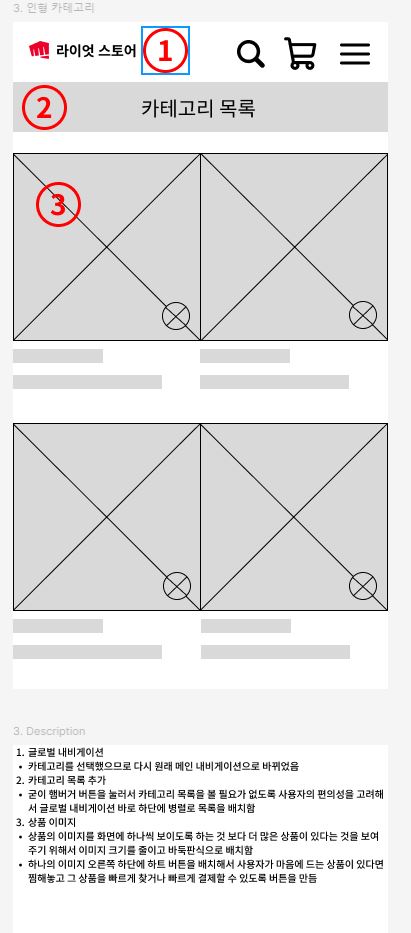 3. 인형 카테고리
라이엇 스토어 1
2 카테고리 목록
3
3. Description
1. 글로벌 내비게이션
• 카테고리를 선택했으므로 다시 원래 메인 내비게이션으로 바뀌었음
2. 카테고리 목록 추가
• 굳이 햄버거 버튼을 눌러서 카테고리 목록을 볼 필요가 없도록 사용자의 편의성을 고려해
서 글로벌 내비게이션 바로 하단에 병렬로 목록을 배치함
3. 상품 이미지
• 상품의 이미지를 화면에 하나씩 보이도록 하는 것 보다 더 많은 상품이 있다는 것을 보여
주기 위해서 이미지 크기를 줄이고 바둑판식으로 배치함
• 하나의 이미지 오른쪽 하단에 하트 버튼을 배치해서 사용자가 마음에 드는 상품이 있다면
찜해놓고 그 상품을 빠르게 찾거나 빠르게 결제할 수 있도록 버튼을 만듬